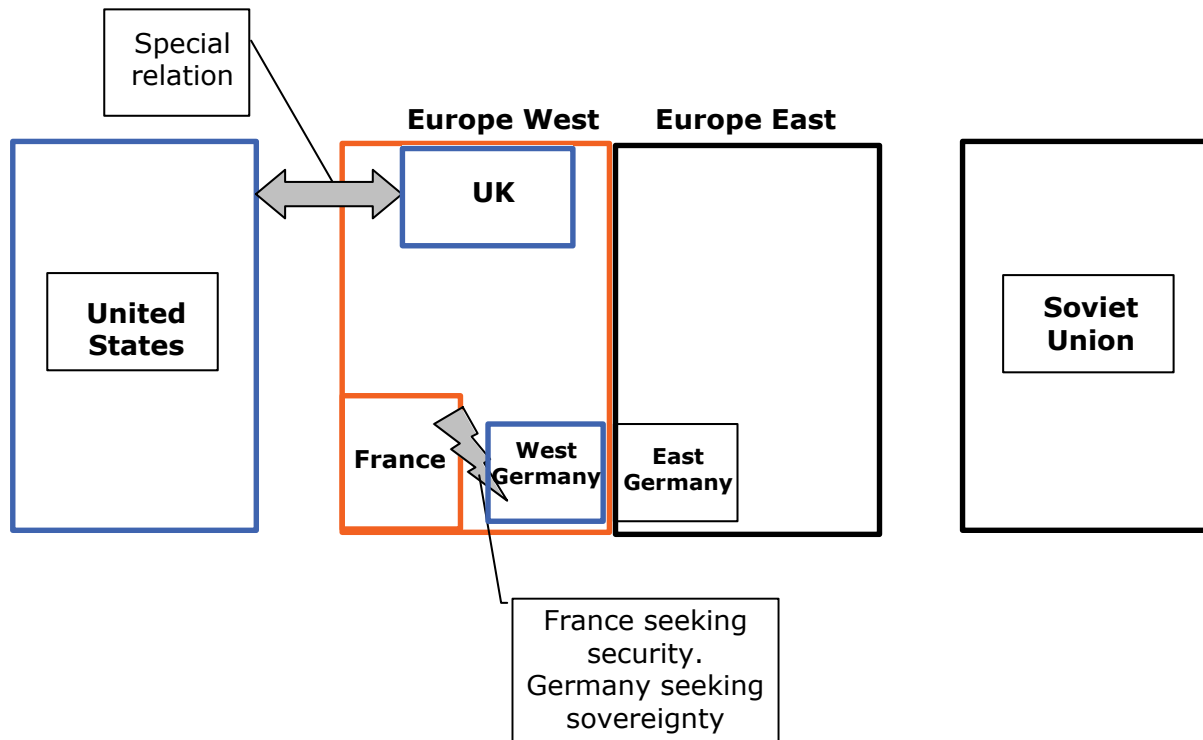 Special
relation
Europe West
Europe East
UK
United
States
Soviet
Union
France
West
Germany
East
Germany
France seeking
security.
Germany seeking
sovereignty